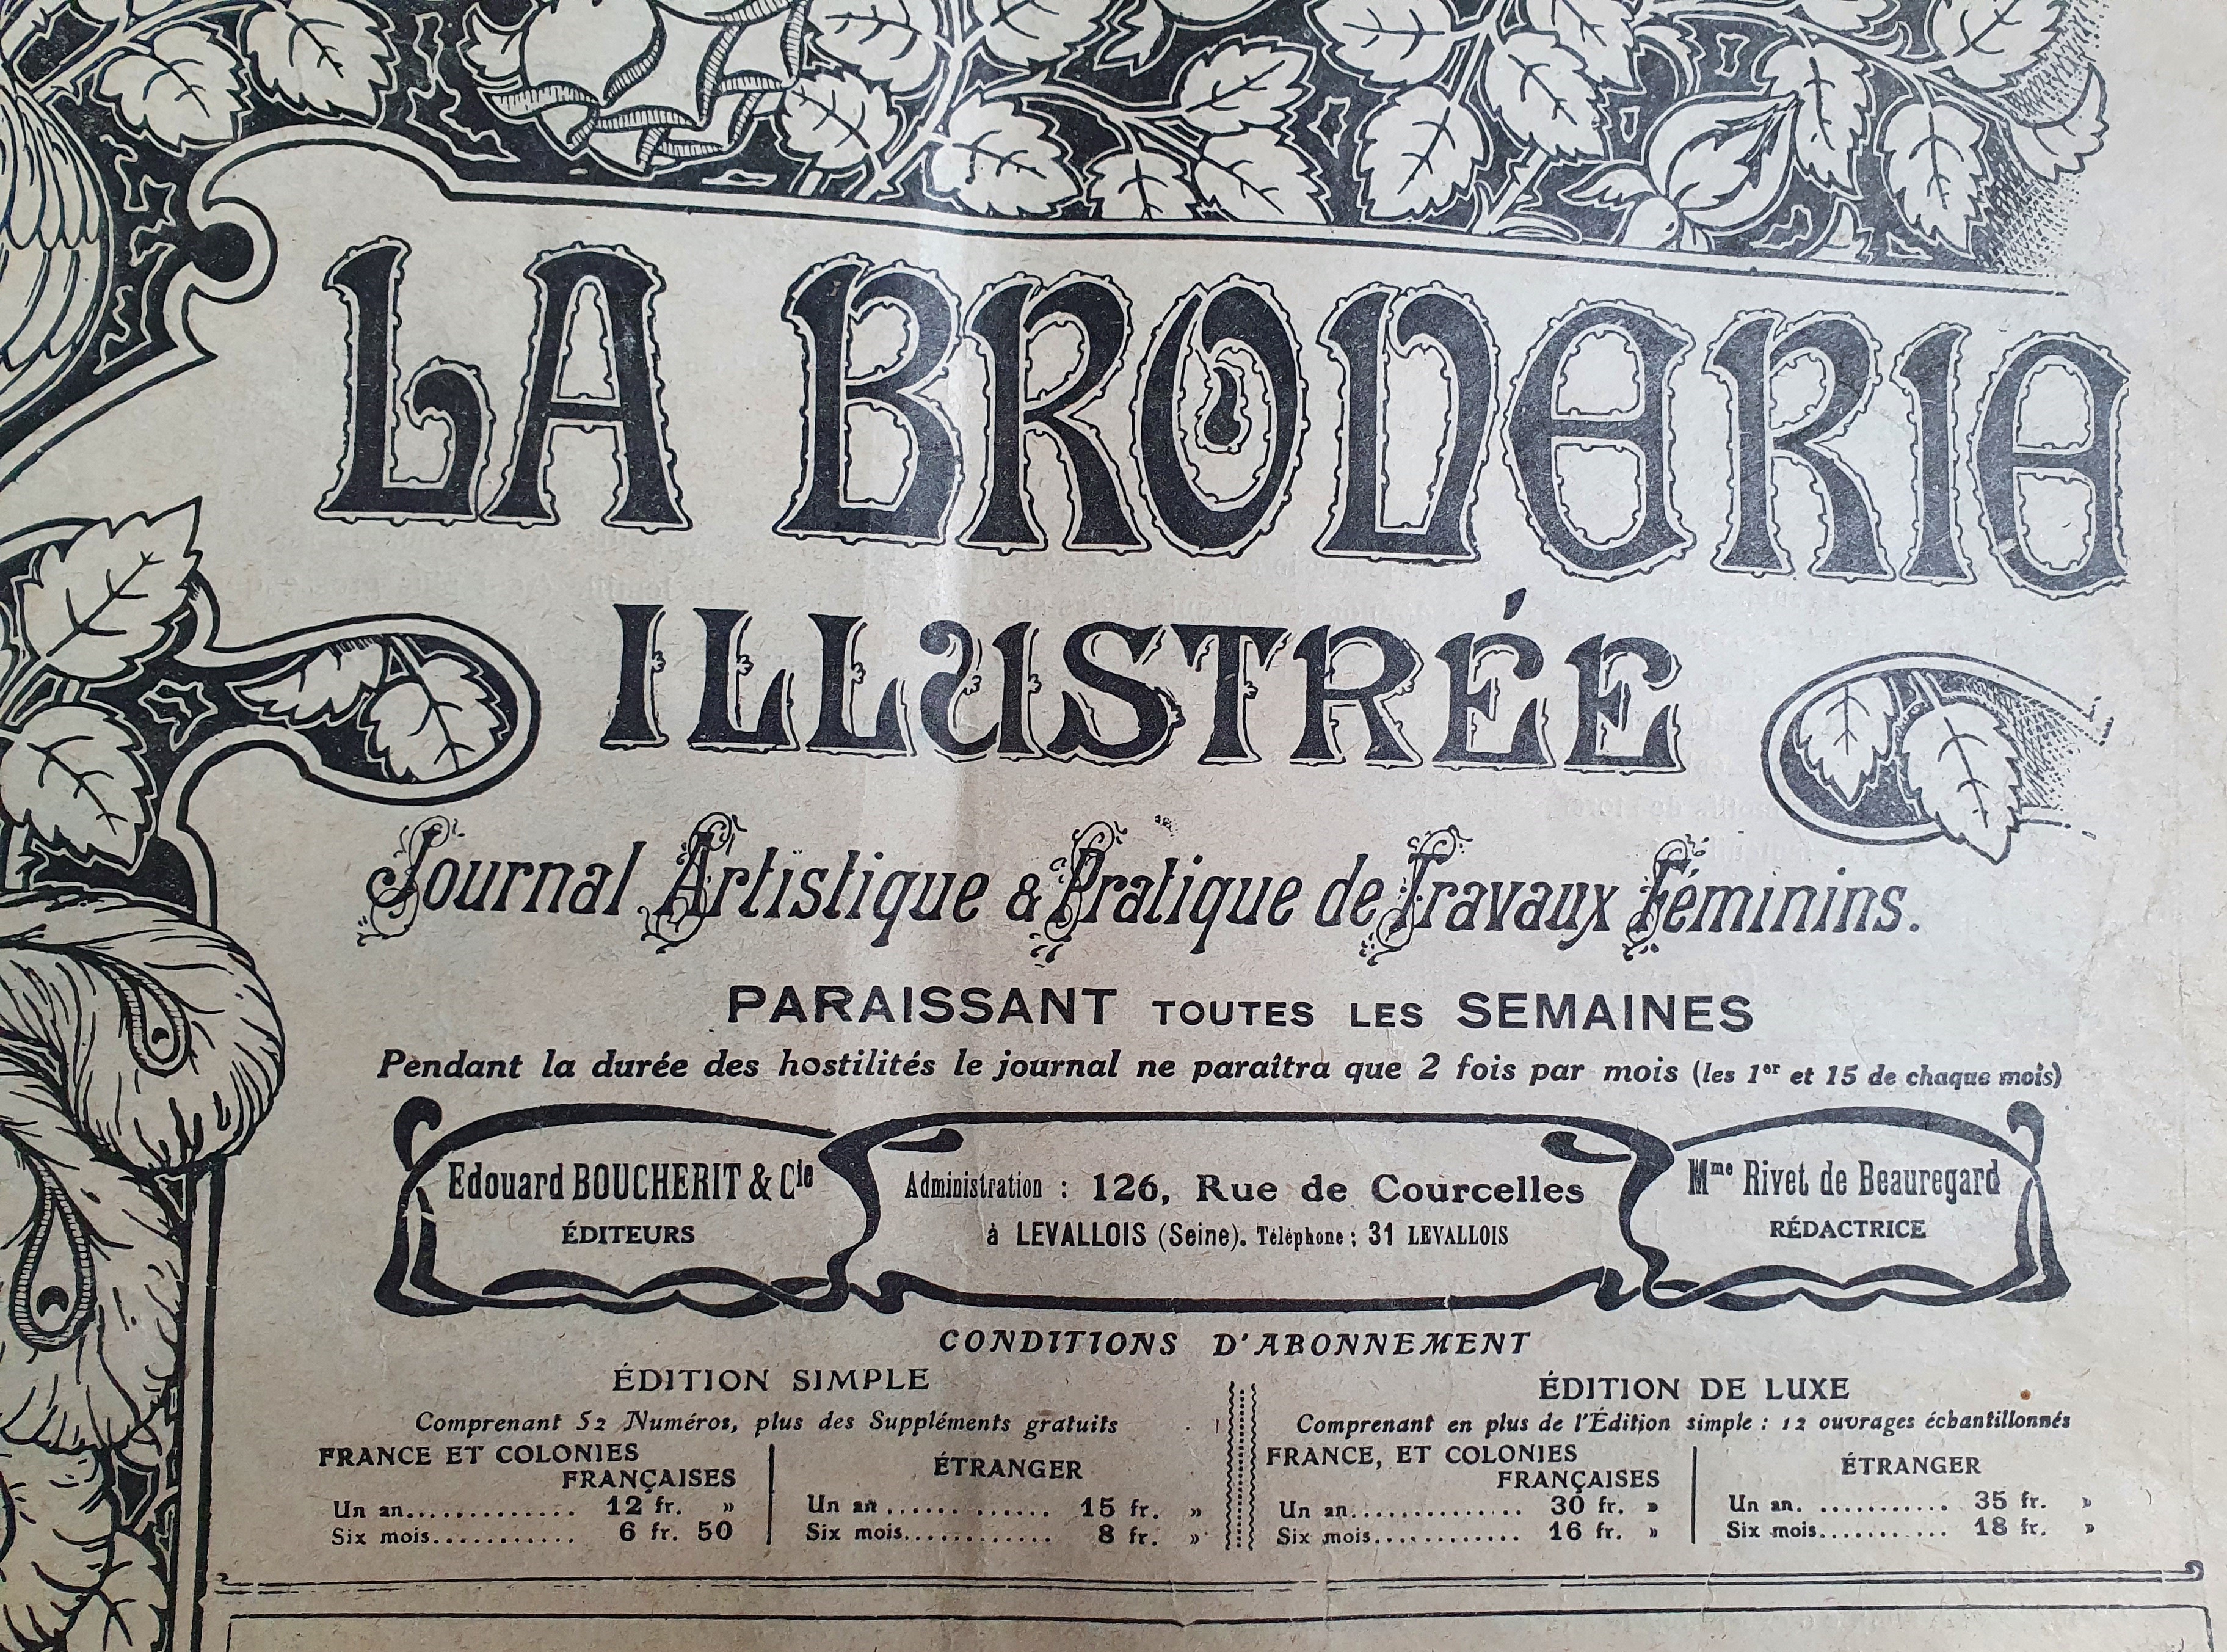 LA BRODERIE
ILLUSTRÉE
Journal Artistique & Pratique de Travaux Féminins.
PARAISSANT TOUTES LES SEMAINES
Pendant la durée des hostilités le journal ne paraîtra que 2 fois par mois (les 1er et 15 de chaque mois)
Edouard BOUCHERIT & Cie
ÉDITEURS
Administration : 126, Rue de Courcelles
à LEVALLOIS (Seine). Téléphone : 31 LEVALLOIS
Mme Rivet de Beauregard
RÉDACTRICE
CONDITIONS D'ABONNEMENT
ÉDITION SIMPLE
Comprenant 52 Numéros, plus des Suppléments gratuits
FRANCE ET COLONIES
FRANÇAISES
Un an............. 12 fr. »
Six mois........... 6 fr. 50
ÉTRANGER
Un an............. 15 fr. »
Six mois............ 8 fr. »
ÉDITION DE LUXE
Comprenant en plus de l'Édition simple : 12 ouvrages échantillonnés
FRANCE, ET COLONIES
FRANÇAISES
Un an.............. 30 fr. »
Six mois............ 16 fr. »
ÉTRANGER
Un an. ........... 35 fr. »
Six mois........... 18 fr. »